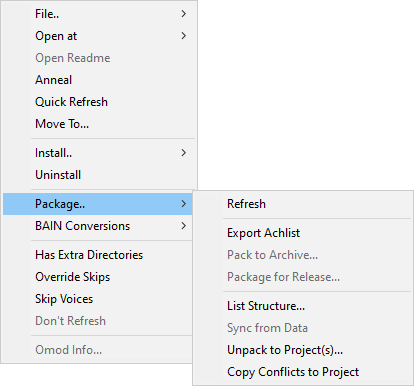 File..
Open at
Open Readme
Anneal
Quick Refresh
Move To...
Install..
Uninstall
Package..
BAIN Conversions
Has Extra Directories
Override Skips
Skip Voices
Don't Refresh
Omod Info...
Refresh
Export Achlist
Pack to Archive...
Package for Release...
List Structure...
Sync from Data
Unpack to Project(s)...
Copy Conflicts to Project